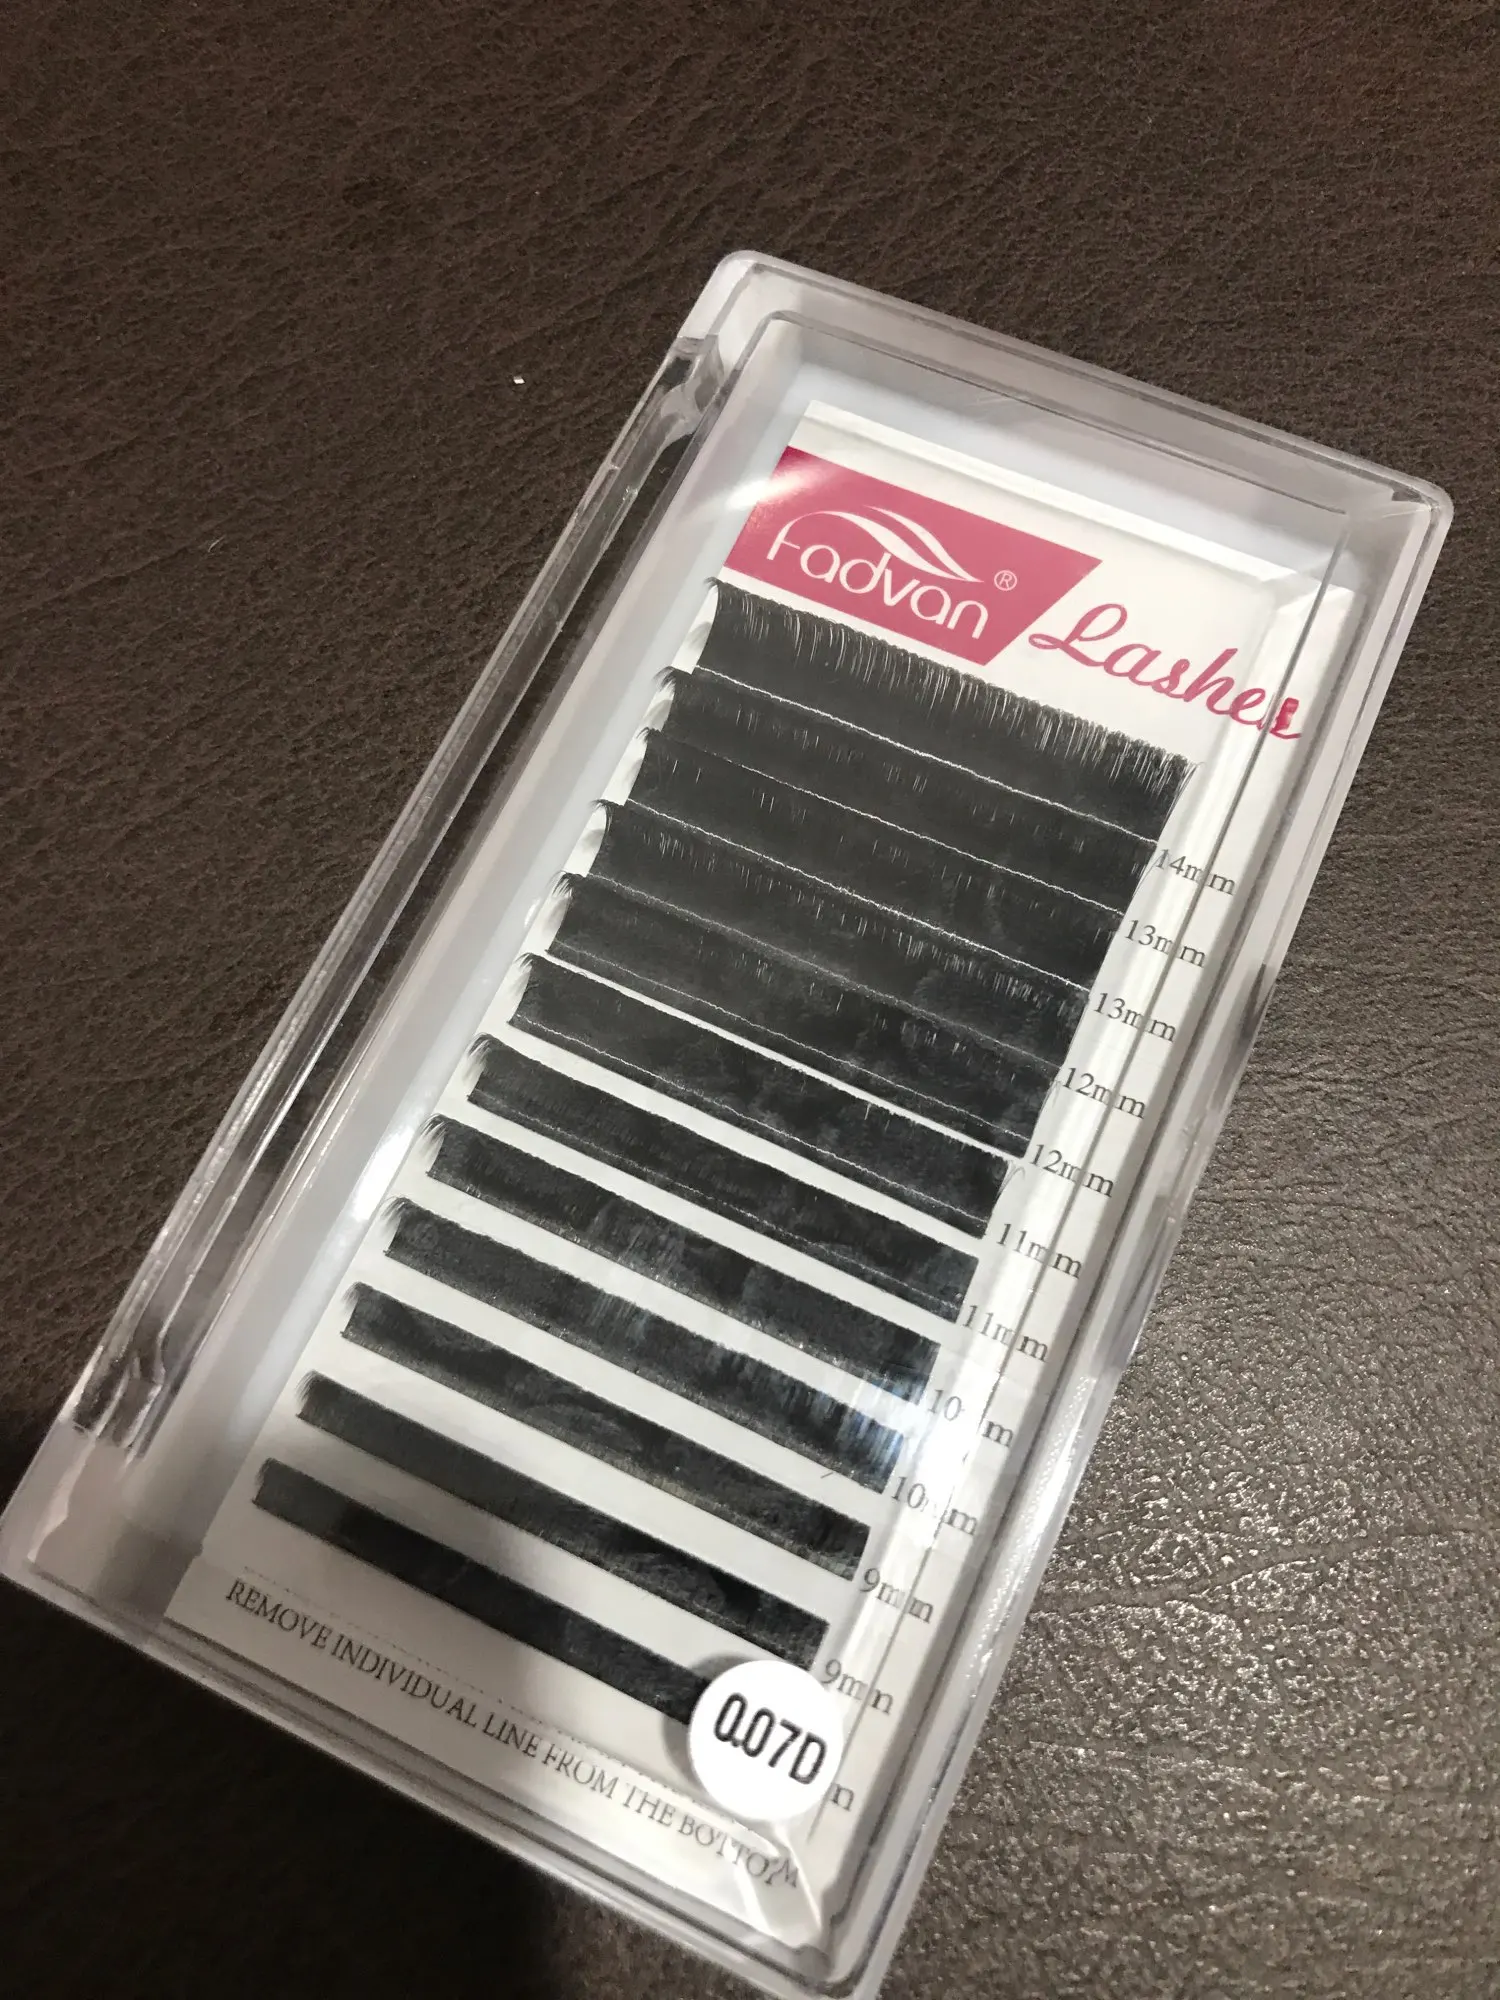 Fadvan®
Lashes
14mm
13mm
13mm
12mm
12mm
11mm
11mm
10mm
10mm
9mm
9mm
0.07D
REMOVE INDIVIDUAL LINE FROM THE BOTTOM